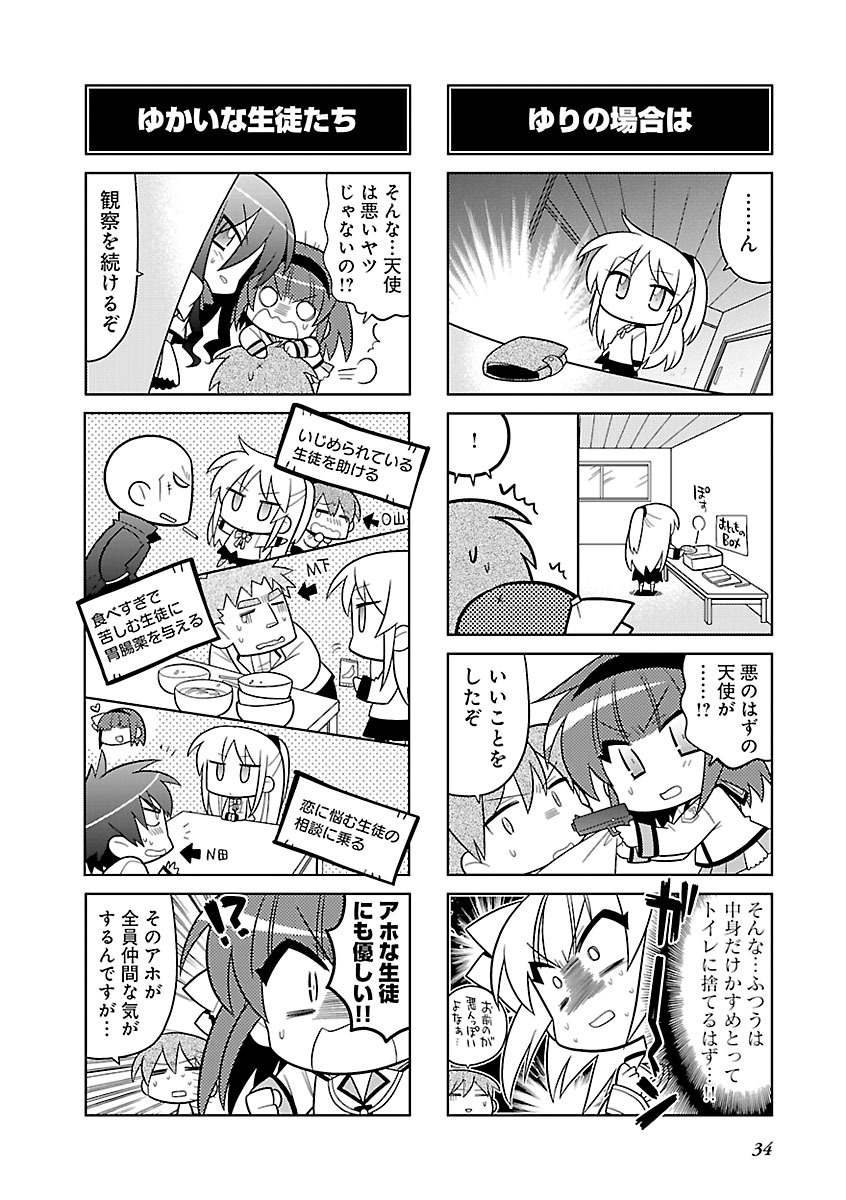 ゆりの場合は
……ん
！
ぽす
おとしもの
BOX
悪のはずの
天使が
……!?
いいことを
したぞ
そんな…ふつうは
中身だけかすめとって
トイレに捨てるはず…!!
お前のが
悪人っぽい
よなぁ…
ゆかいな生徒たち
そんな…天使
は悪いヤツ
じゃないの!?
観察を続けるぞ
いじめられている
生徒を助ける
O山
食べすぎで
苦しむ生徒に
胃腸薬を与える
MF
恋に悩む生徒の
相談に乗る
N田
アホな生徒
にも優しい!!
!?
そのアホが
全員仲間な気が
するんですが…
34